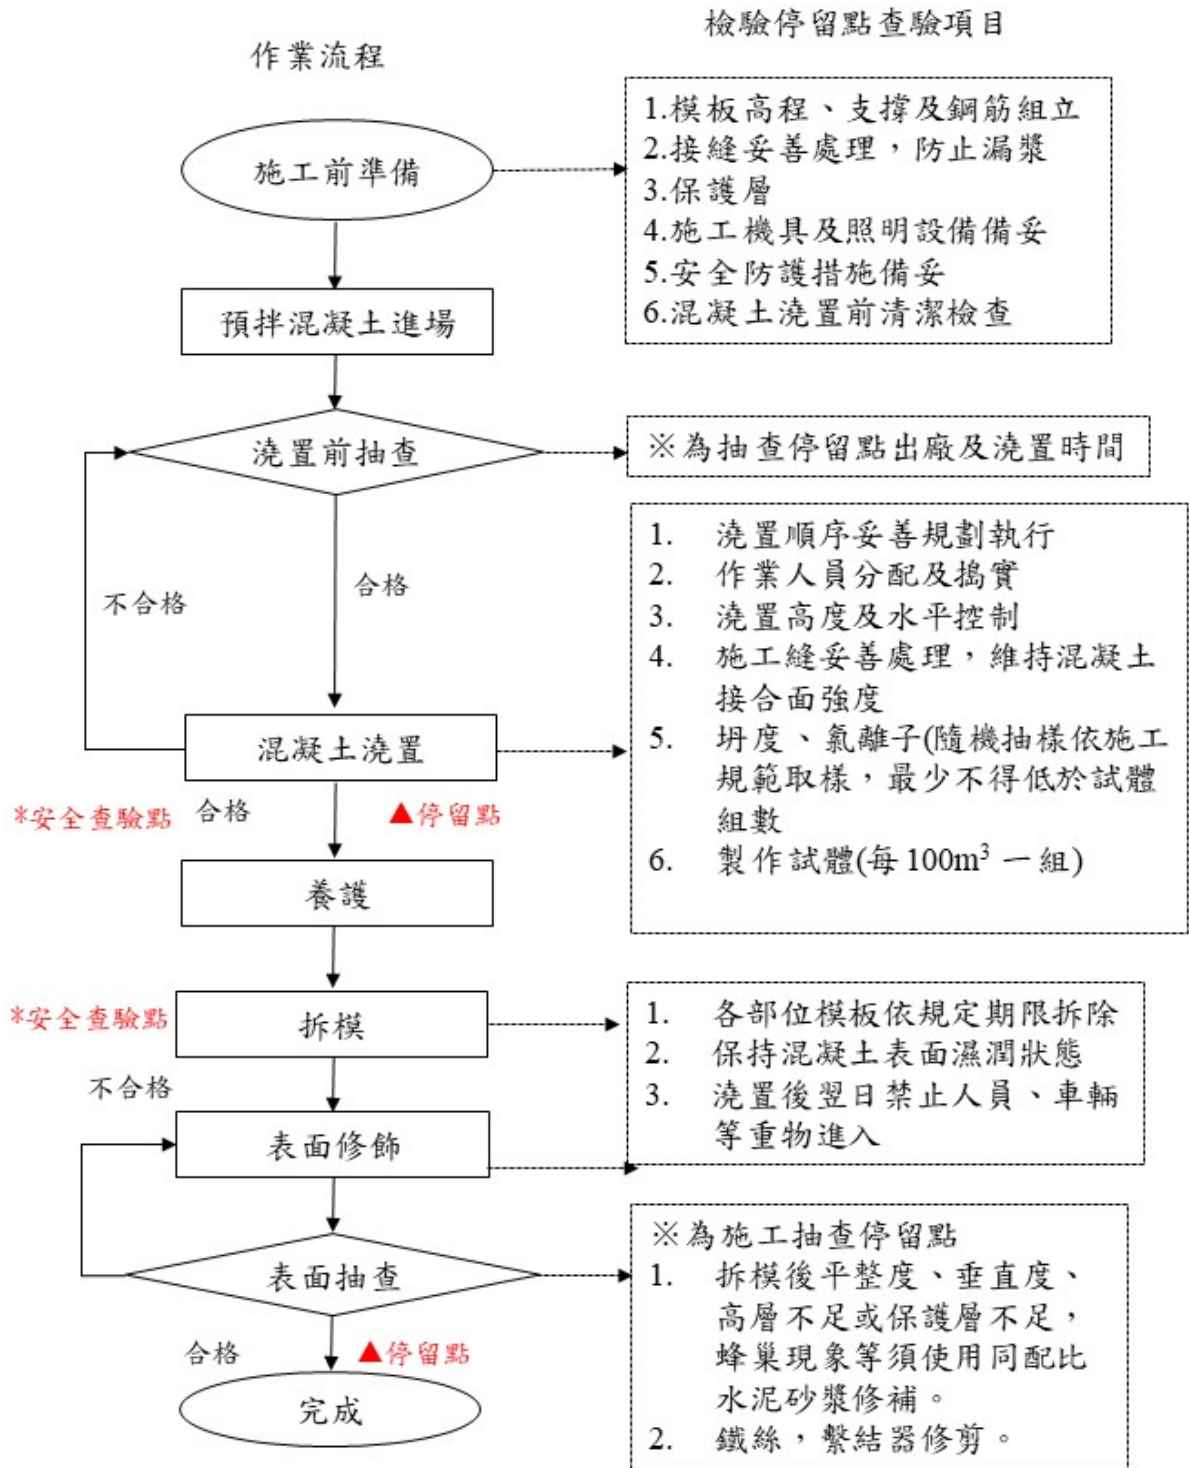 作業流程
檢驗停留點查驗項目
施工前準備
1.模板高程、支撐及鋼筋組立
2.接縫妥善處理，防止漏漿
3.保護層
4.施工機具及照明設備備妥
5.安全防護措施備妥
6.混凝土澆置前清潔檢查
預拌混凝土進場
澆置前抽查
※為抽查停留點出廠及澆置時間
不合格
合格
1. 澆置順序妥善規劃執行
2. 作業人員分配及搗實
3. 澆置高度及水平控制
4. 施工縫妥善處理，維持混凝土
接合面強度
5. 坍度、氯離子(隨機抽樣依施工
規範取樣，最少不得低於試體
組數
6. 製作試體(每100m³ 一組)
混凝土澆置
*安全查驗點
合格
▲停留點
養護
*安全查驗點
拆模
1. 各部位模板依規定期限拆除
2. 保持混凝土表面濕潤狀態
3. 澆置後翌日禁止人員、車輛
等重物進入
不合格
表面修飾
表面抽查
※為施工抽查停留點
1. 拆模後平整度、垂直度、
高層不足或保護層不足，
蜂巢現象等須使用同配比
水泥砂漿修補。
2. 鐵絲，繫結器修剪。
合格
▲停留點
完成